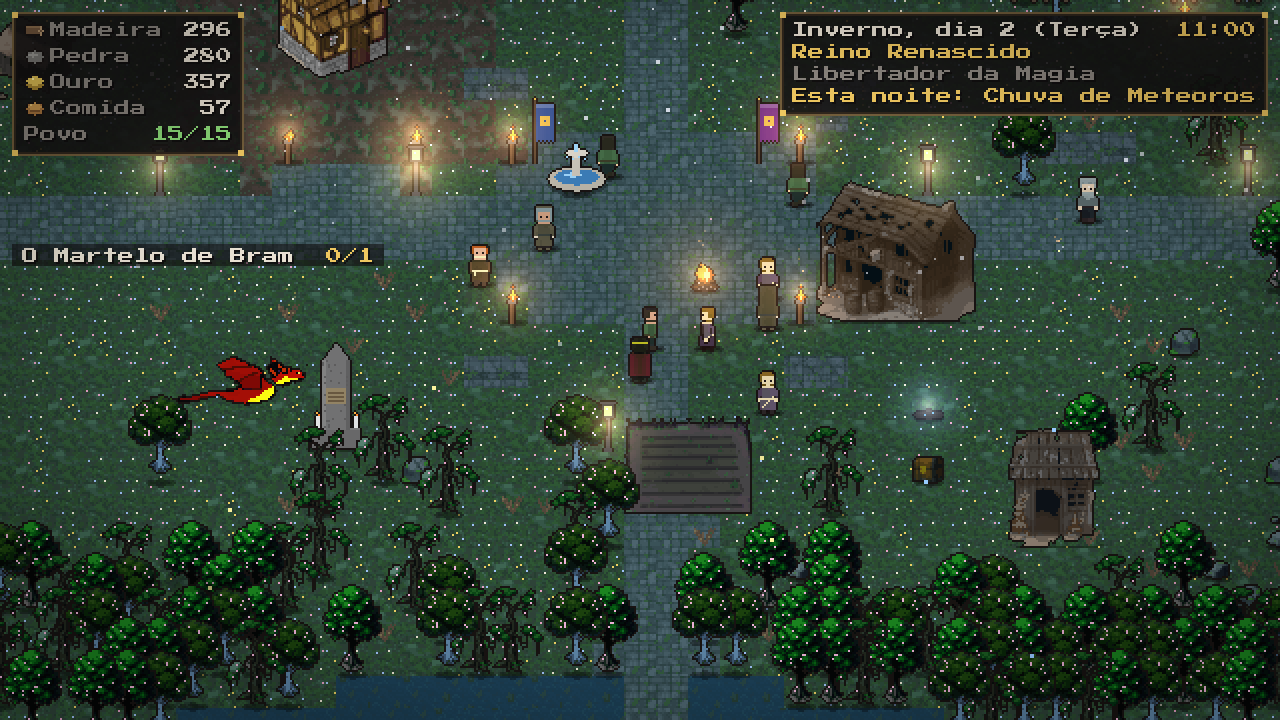 Madeira 296
Pedra 280
Ouro 357
Comida 57
Povo 15/15
Inverno, dia 2 (Terça) 11:00
Reino Renascido
Libertador da Magia
Esta noite: Chuva de Meteoros
O Martelo de Bram 0/1